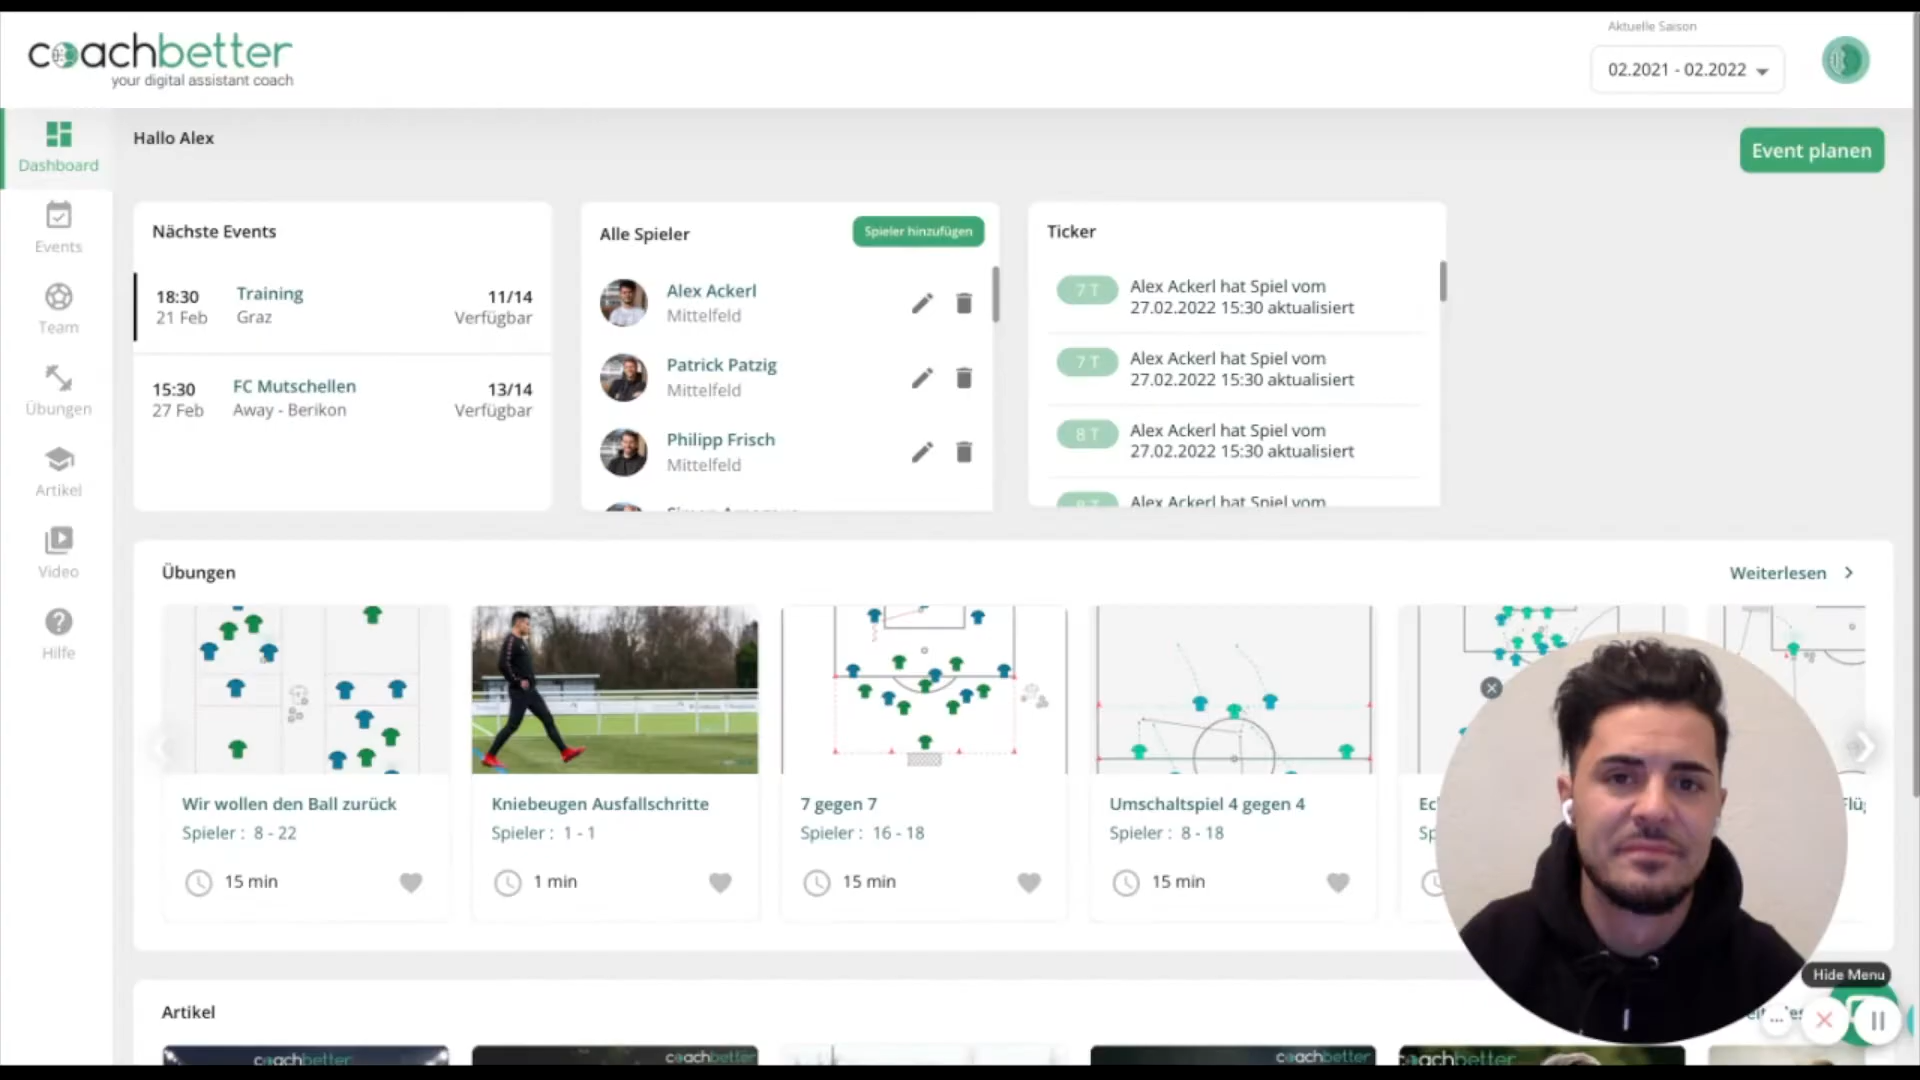 coachbetter
your digital assistant coach
Aktuelle Saison
02.2021 - 02.2022
Dashboard
Events
Team
Übungen
Artikel
Video
Hilfe
Hallo Alex
Event planen
Nächste Events
18:30 Training 11/14
21 Feb Graz Verfügbar
15:30 FC Mutschellen 13/14
27 Feb Away - Berikon Verfügbar
Alle Spieler
Spieler hinzufügen
Alex Ackerl
Mittelfeld
Patrick Patzig
Mittelfeld
Philipp Frisch
Mittelfeld
Ticker
7 T
Alex Ackerl hat Spiel vom
27.02.2022 15:30 aktualisiert
7 T
Alex Ackerl hat Spiel vom
27.02.2022 15:30 aktualisiert
8 T
Alex Ackerl hat Spiel vom
27.02.2022 15:30 aktualisiert
8 T
Alex Ackerl hat Spiel vom
Übungen
Weiterlesen
Wir wollen den Ball zurück
Spieler : 8 - 22
15 min
Kniebeugen Ausfallschritte
Spieler : 1 - 1
1 min
7 gegen 7
Spieler : 16 - 18
15 min
Umschaltspiel 4 gegen 4
Spieler : 8 - 18
15 min
Hide Menu
Artikel
coachbetter
coachbetter
coachbetter
coachbetter